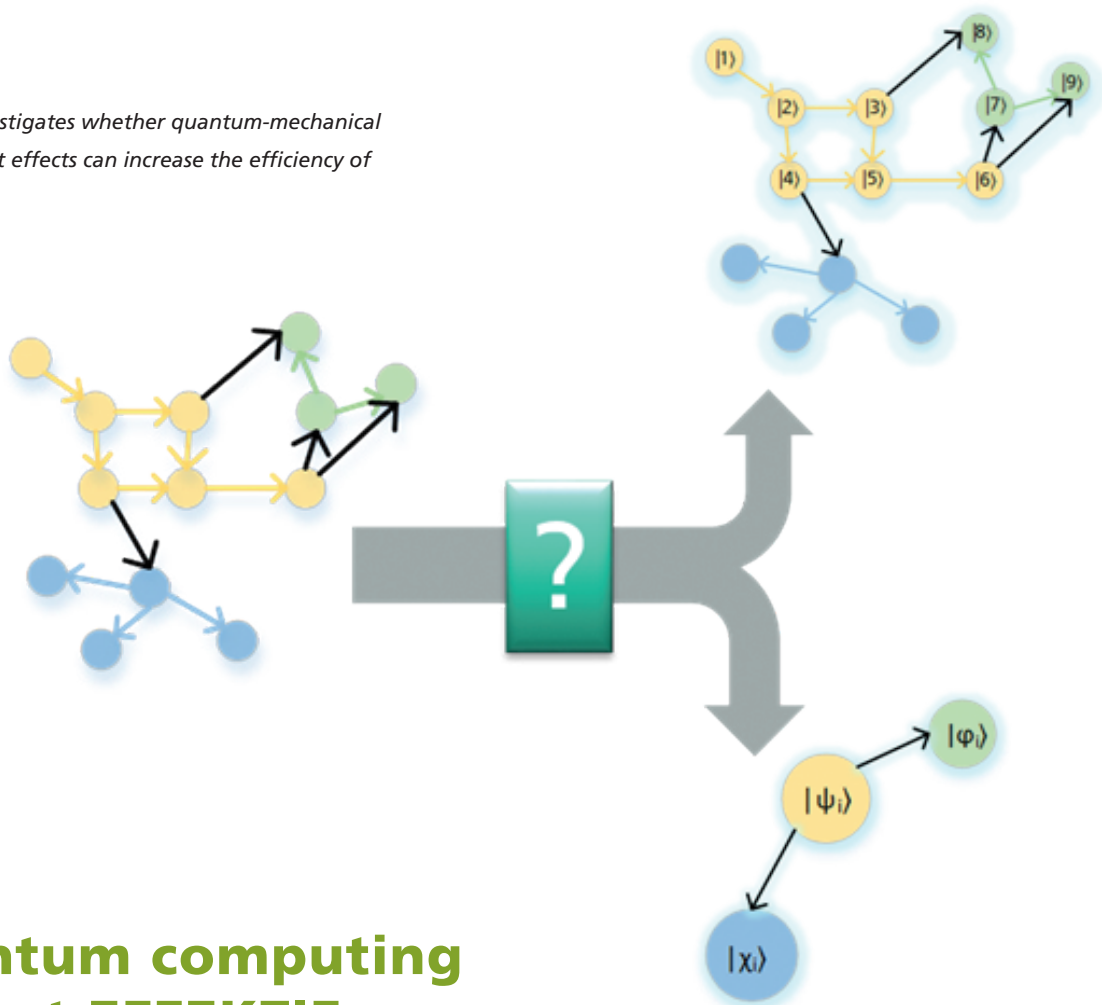 stigates whether quantum-mechanical
t effects can increase the efficiency of
|1⟩
|2⟩
|3⟩
|4⟩
|5⟩
|6⟩
|7⟩
|8⟩
|9⟩
?
|φᵢ⟩
|ψᵢ⟩
|χᵢ⟩
ntum computing